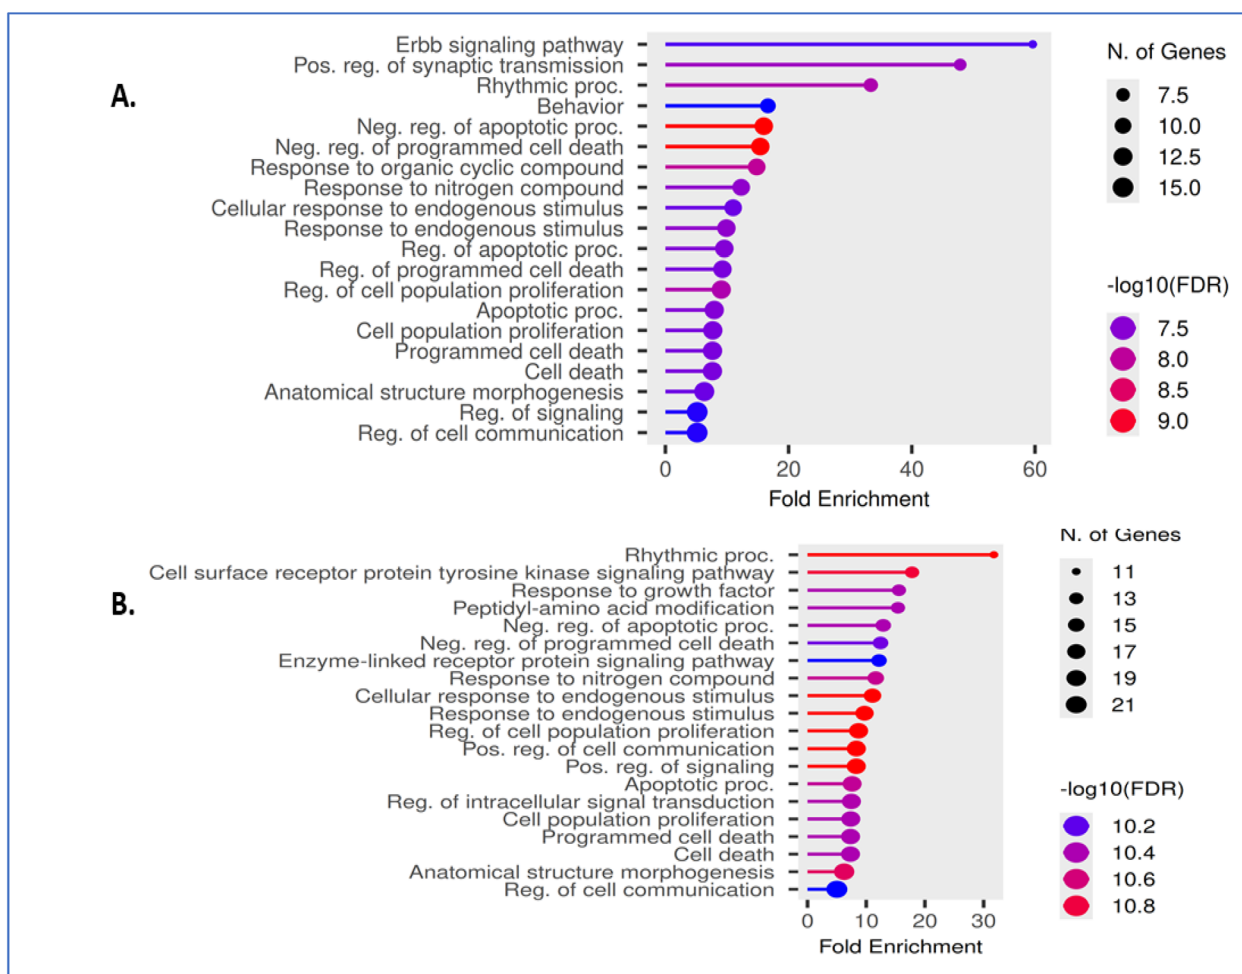 A.
Erbb signaling pathway
Pos. reg. of synaptic transmission
Rhythmic proc.
Behavior
Neg. reg. of apoptotic proc.
Neg. reg. of programmed cell death
Response to organic cyclic compound
Response to nitrogen compound
Cellular response to endogenous stimulus
Response to endogenous stimulus
Reg. of apoptotic proc.
Reg. of programmed cell death
Reg. of cell population proliferation
Apoptotic proc.
Cell population proliferation
Programmed cell death
Cell death
Anatomical structure morphogenesis
Reg. of signaling
Reg. of cell communication
0 20 40 60
Fold Enrichment
N. of Genes
7.5
10.0
12.5
15.0
-log10(FDR)
7.5
8.0
8.5
9.0
B.
Rhythmic proc.
Cell surface receptor protein tyrosine kinase signaling pathway
Response to growth factor
Peptidyl-amino acid modification
Neg. reg. of apoptotic proc.
Neg. reg. of programmed cell death
Enzyme-linked receptor protein signaling pathway
Response to nitrogen compound
Cellular response to endogenous stimulus
Response to endogenous stimulus
Reg. of cell population proliferation
Pos. reg. of cell communication
Pos. reg. of signaling
Apoptotic proc.
Reg. of intracellular signal transduction
Cell population proliferation
Programmed cell death
Cell death
Anatomical structure morphogenesis
Reg. of cell communication
0 10 20 30
Fold Enrichment
N. of Genes
11
13
15
17
19
21
-log10(FDR)
10.2
10.4
10.6
10.8